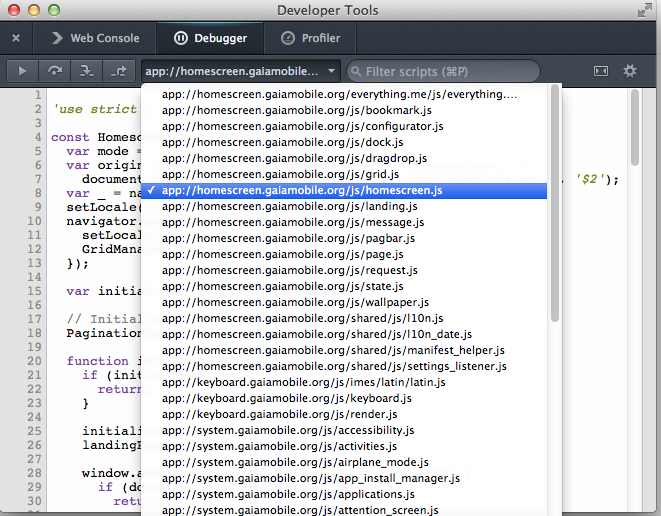 Developer Tools
× Web Console Debugger Profiler
app://homescreen.gaiamobile... Filter scripts (⌘P)
1
2 'use strict
3
4 const Homesc
5 var mode =
6 var origin
7 document , '$2');
8 var _ = na
9 setLocale(
10 navigator.
11 setLocal
12 GridMana
13 });
14
15 var initia
16
17 // Initial
18 Pagination
19
20 function i
21 if (init
22 return
23 }
24
25 initiali
26 landingP
27
28 window.a
29 if (do
30 retu
app://homescreen.gaiamobile.org/everything.me/js/everything....
app://homescreen.gaiamobile.org/js/bookmark.js
app://homescreen.gaiamobile.org/js/configurator.js
app://homescreen.gaiamobile.org/js/dock.js
app://homescreen.gaiamobile.org/js/dragdrop.js
app://homescreen.gaiamobile.org/js/grid.js
✓ app://homescreen.gaiamobile.org/js/homescreen.js
app://homescreen.gaiamobile.org/js/landing.js
app://homescreen.gaiamobile.org/js/message.js
app://homescreen.gaiamobile.org/js/pagbar.js
app://homescreen.gaiamobile.org/js/page.js
app://homescreen.gaiamobile.org/js/request.js
app://homescreen.gaiamobile.org/js/state.js
app://homescreen.gaiamobile.org/js/wallpaper.js
app://homescreen.gaiamobile.org/shared/js/l10n.js
app://homescreen.gaiamobile.org/shared/js/l10n_date.js
app://homescreen.gaiamobile.org/shared/js/manifest_helper.js
app://homescreen.gaiamobile.org/shared/js/settings_listener.js
app://keyboard.gaiamobile.org/js/imes/latin/latin.js
app://keyboard.gaiamobile.org/js/keyboard.js
app://keyboard.gaiamobile.org/js/render.js
app://system.gaiamobile.org/js/accessibility.js
app://system.gaiamobile.org/js/activities.js
app://system.gaiamobile.org/js/airplane_mode.js
app://system.gaiamobile.org/js/app_install_manager.js
app://system.gaiamobile.org/js/applications.js
app://system.gaiamobile.org/js/attention_screen.js